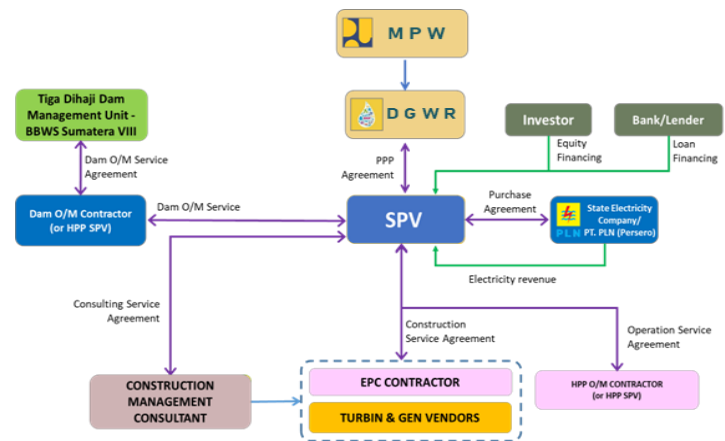 MPW
DGWR
Tiga Dihaji Dam
Management Unit -
BBWS Sumatera VIII
Investor
Bank/Lender
Equity
Financing
Loan
Financing
Dam O/M Service
Agreement
PPP
Agreement
Dam O/M Contractor
(or HPP SPV)
Dam O/M Service
SPV
Purchase
Agreement
PLN
State Electricity
Company/
PT. PLN (Persero)
Electricity revenue
Consulting Service
Agreement
Construction
Service Agreement
Operation Service
Agreement
CONSTRUCTION
MANAGEMENT
CONSULTANT
EPC CONTRACTOR
TURBIN & GEN VENDORS
HPP O/M CONTRACTOR
(or HPP SPV)